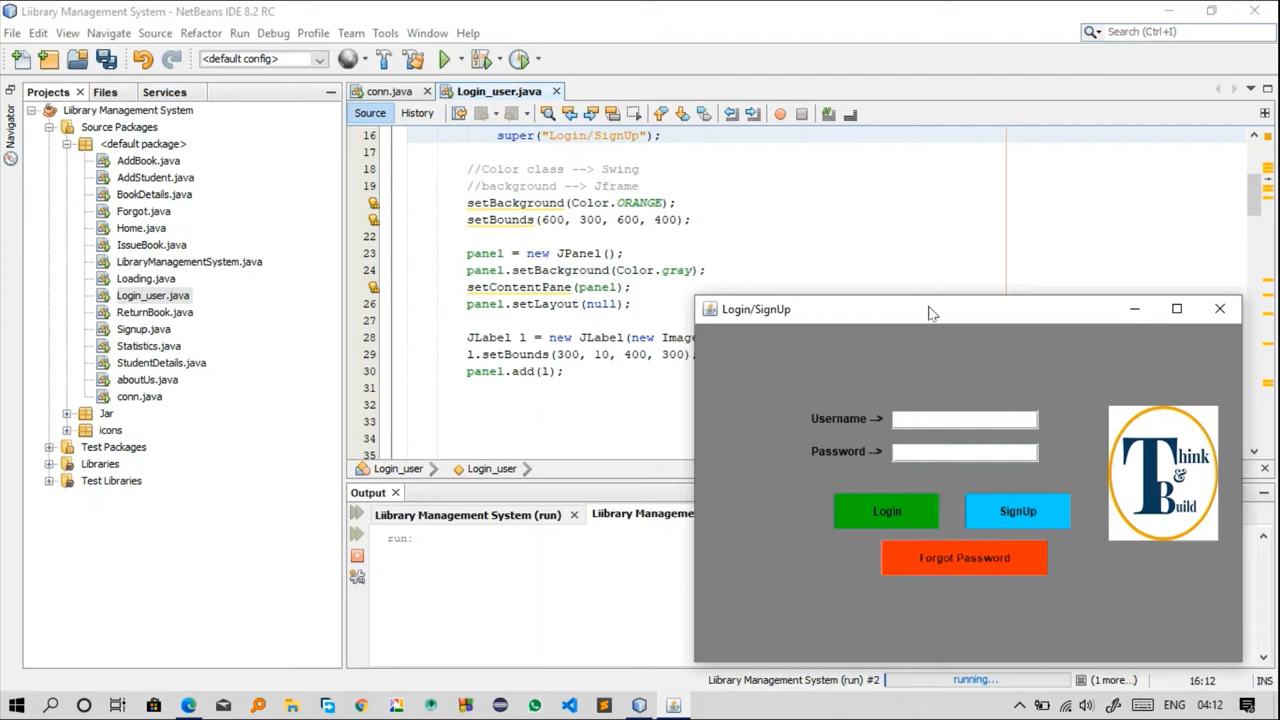 Liibrary Management System - NetBeans IDE 8.2 RC
File Edit View Navigate Source Refactor Run Debug Profile Team Tools Window Help
Search (Ctrl+I)
<default config>
Projects Files Services
conn.java Login_user.java
Navigator
Source History
Liibrary Management System
Source Packages
<default package>
AddBook.java
AddStudent.java
BookDetails.java
Forgot.java
Home.java
IssueBook.java
LibraryManagementSystem.java
Loading.java
Login_user.java
ReturnBook.java
Signup.java
Statistics.java
StudentDetails.java
aboutUs.java
conn.java
Jar
icons
Test Packages
Libraries
Test Libraries
16 super("Login/SignUp");
17
18 //Color class --> Swing
19 //background --> Jframe
setBackground(Color.ORANGE);
setBounds(600, 300, 600, 400);
22
23 panel = new JPanel();
24 panel.setBackground(Color.gray);
setContentPane(panel);
26 panel.setLayout(null);
27
28 JLabel l = new JLabel(new Image
29 l.setBounds(300, 10, 400, 300);
30 panel.add(l);
31
32
33
34
35
Login_user Login_user
Output
Liibrary Management System (run) Liibrary Manageme
run:
Login/SignUp
Username -->
Password -->
Login SignUp
Forgot Password
Think
&
Build
Liibrary Management System (run) #2 running... (1 more...) 16:12 INS
ENG 04:12